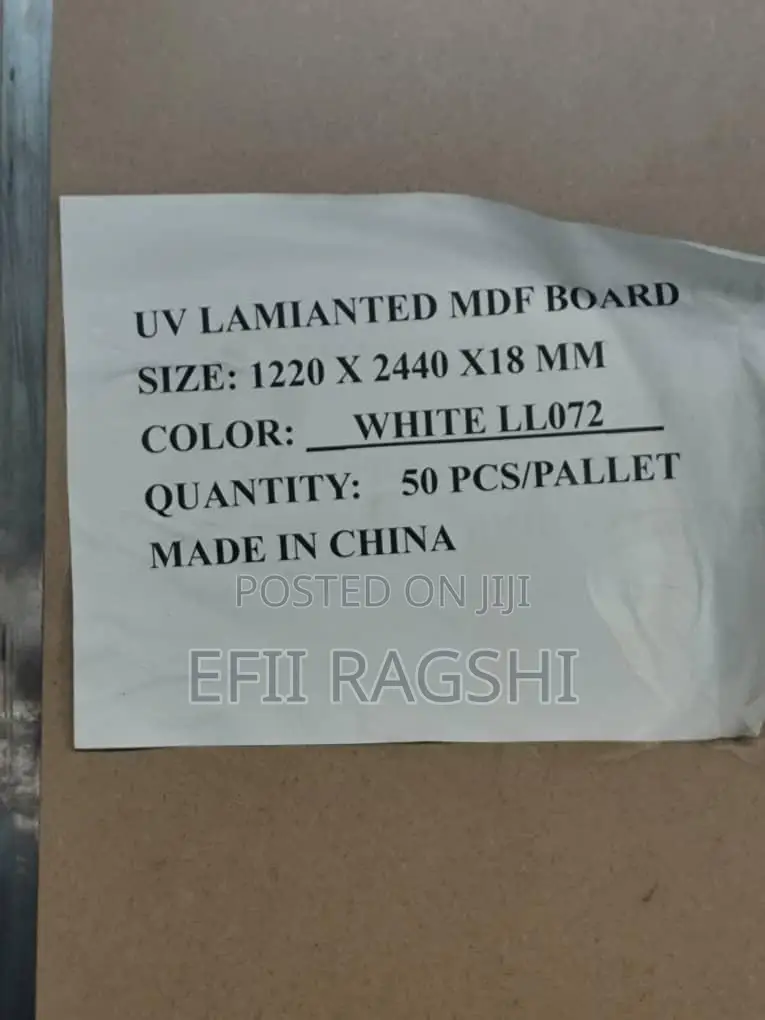 UV LAMIANTED MDF BOARD
SIZE: 1220 X 2440 X18 MM
COLOR: WHITE LL072
QUANTITY: 50 PCS/PALLET
MADE IN CHINA
POSTED ON JIJI
EFII RAGSHI